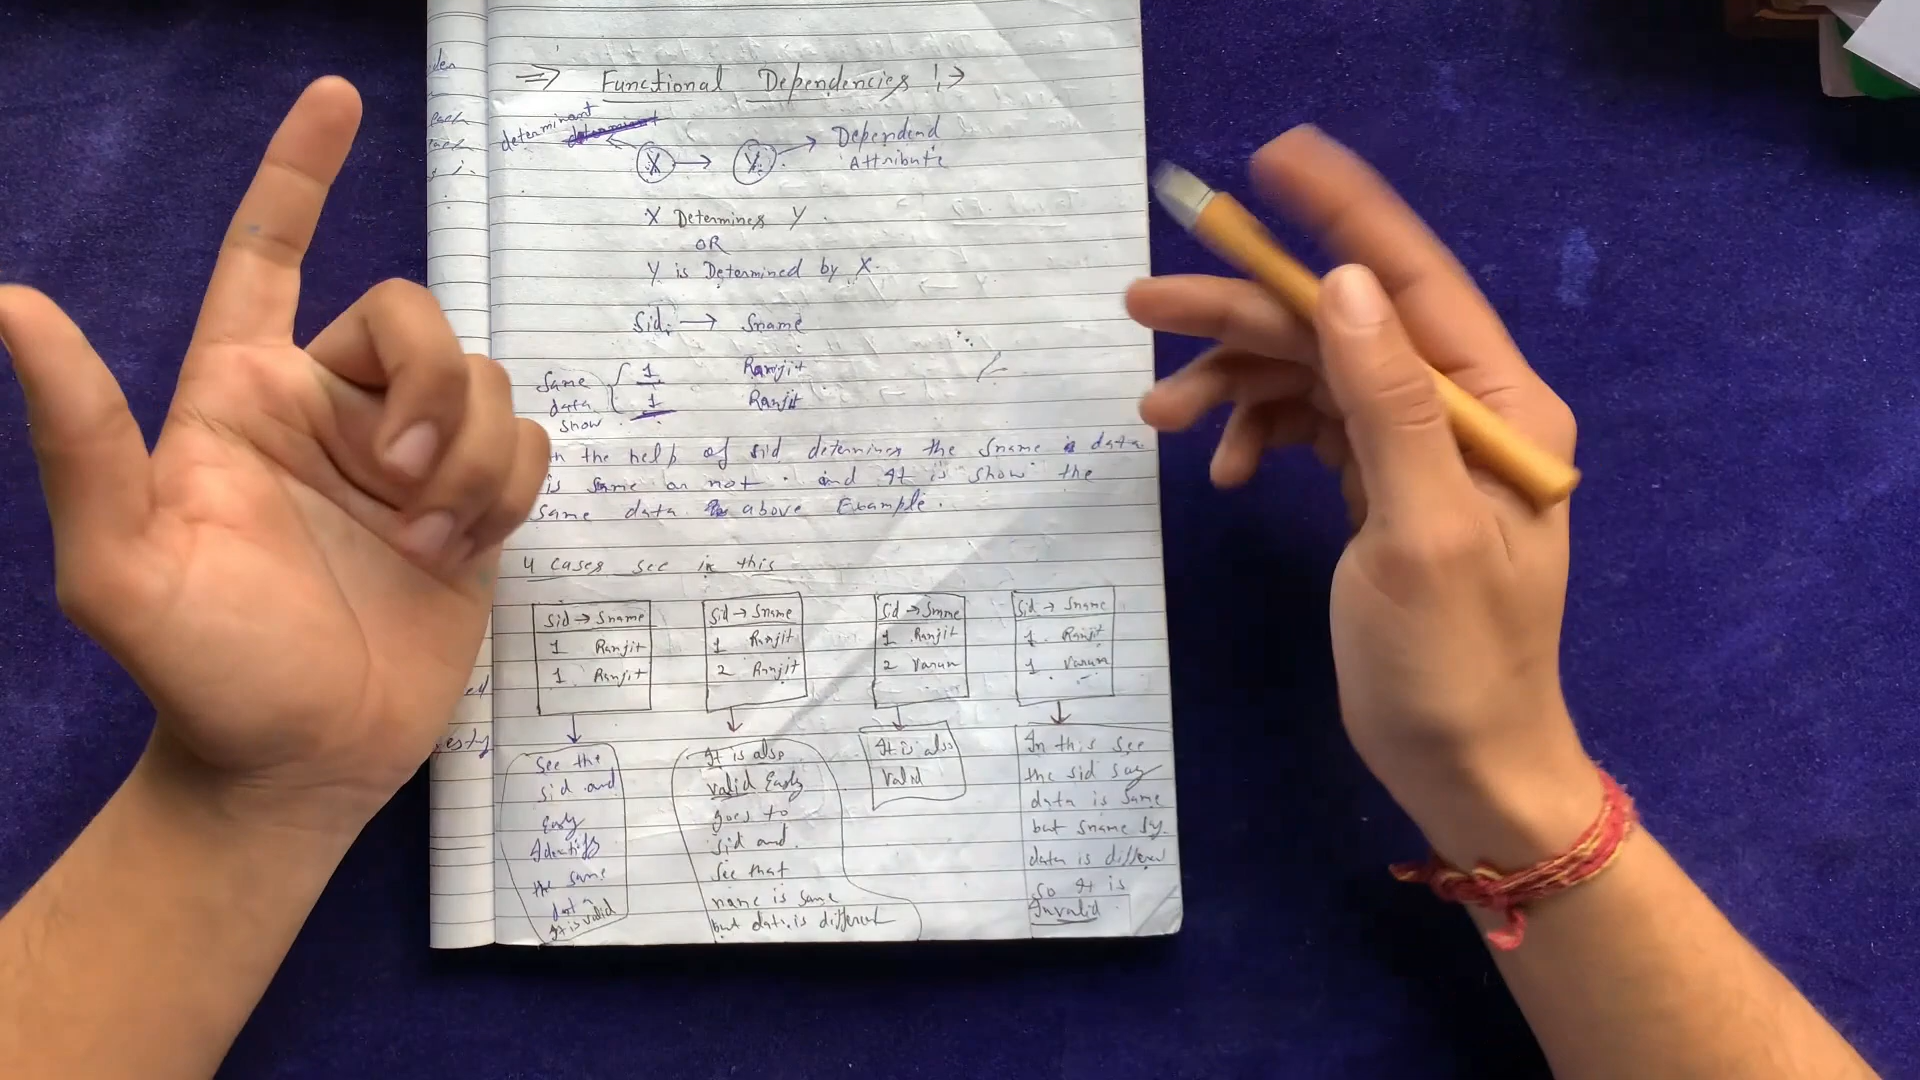 ⇒ Functional Dependencies :→
determinant
X → Y → Dependend
Attribute
X Determines Y.
OR
Y is Determined by X.
Sid → Sname
Same
data
show
1 Ranjit
1 Ranjit
the help of sid determines the Sname is data
is same or not. and It is show the
same data above Example.
4 cases see in this
Sid → Sname
1 Ranjit
1 Ranjit
See the
sid and
easy
Identify
the same
It is valid
Sid → Sname
1 Ranjit
2 Ranjit
It is also
valid Easly
goes to
sid and
see that
name is same
but data is different
Sid → Sname
1 Ranjit
2 Varun
It is also
Valid
Sid → Sname
1 Ranjit
1 Varun
In this see
the sid say
data is same
but sname sy
data is different
so It is
Invalid